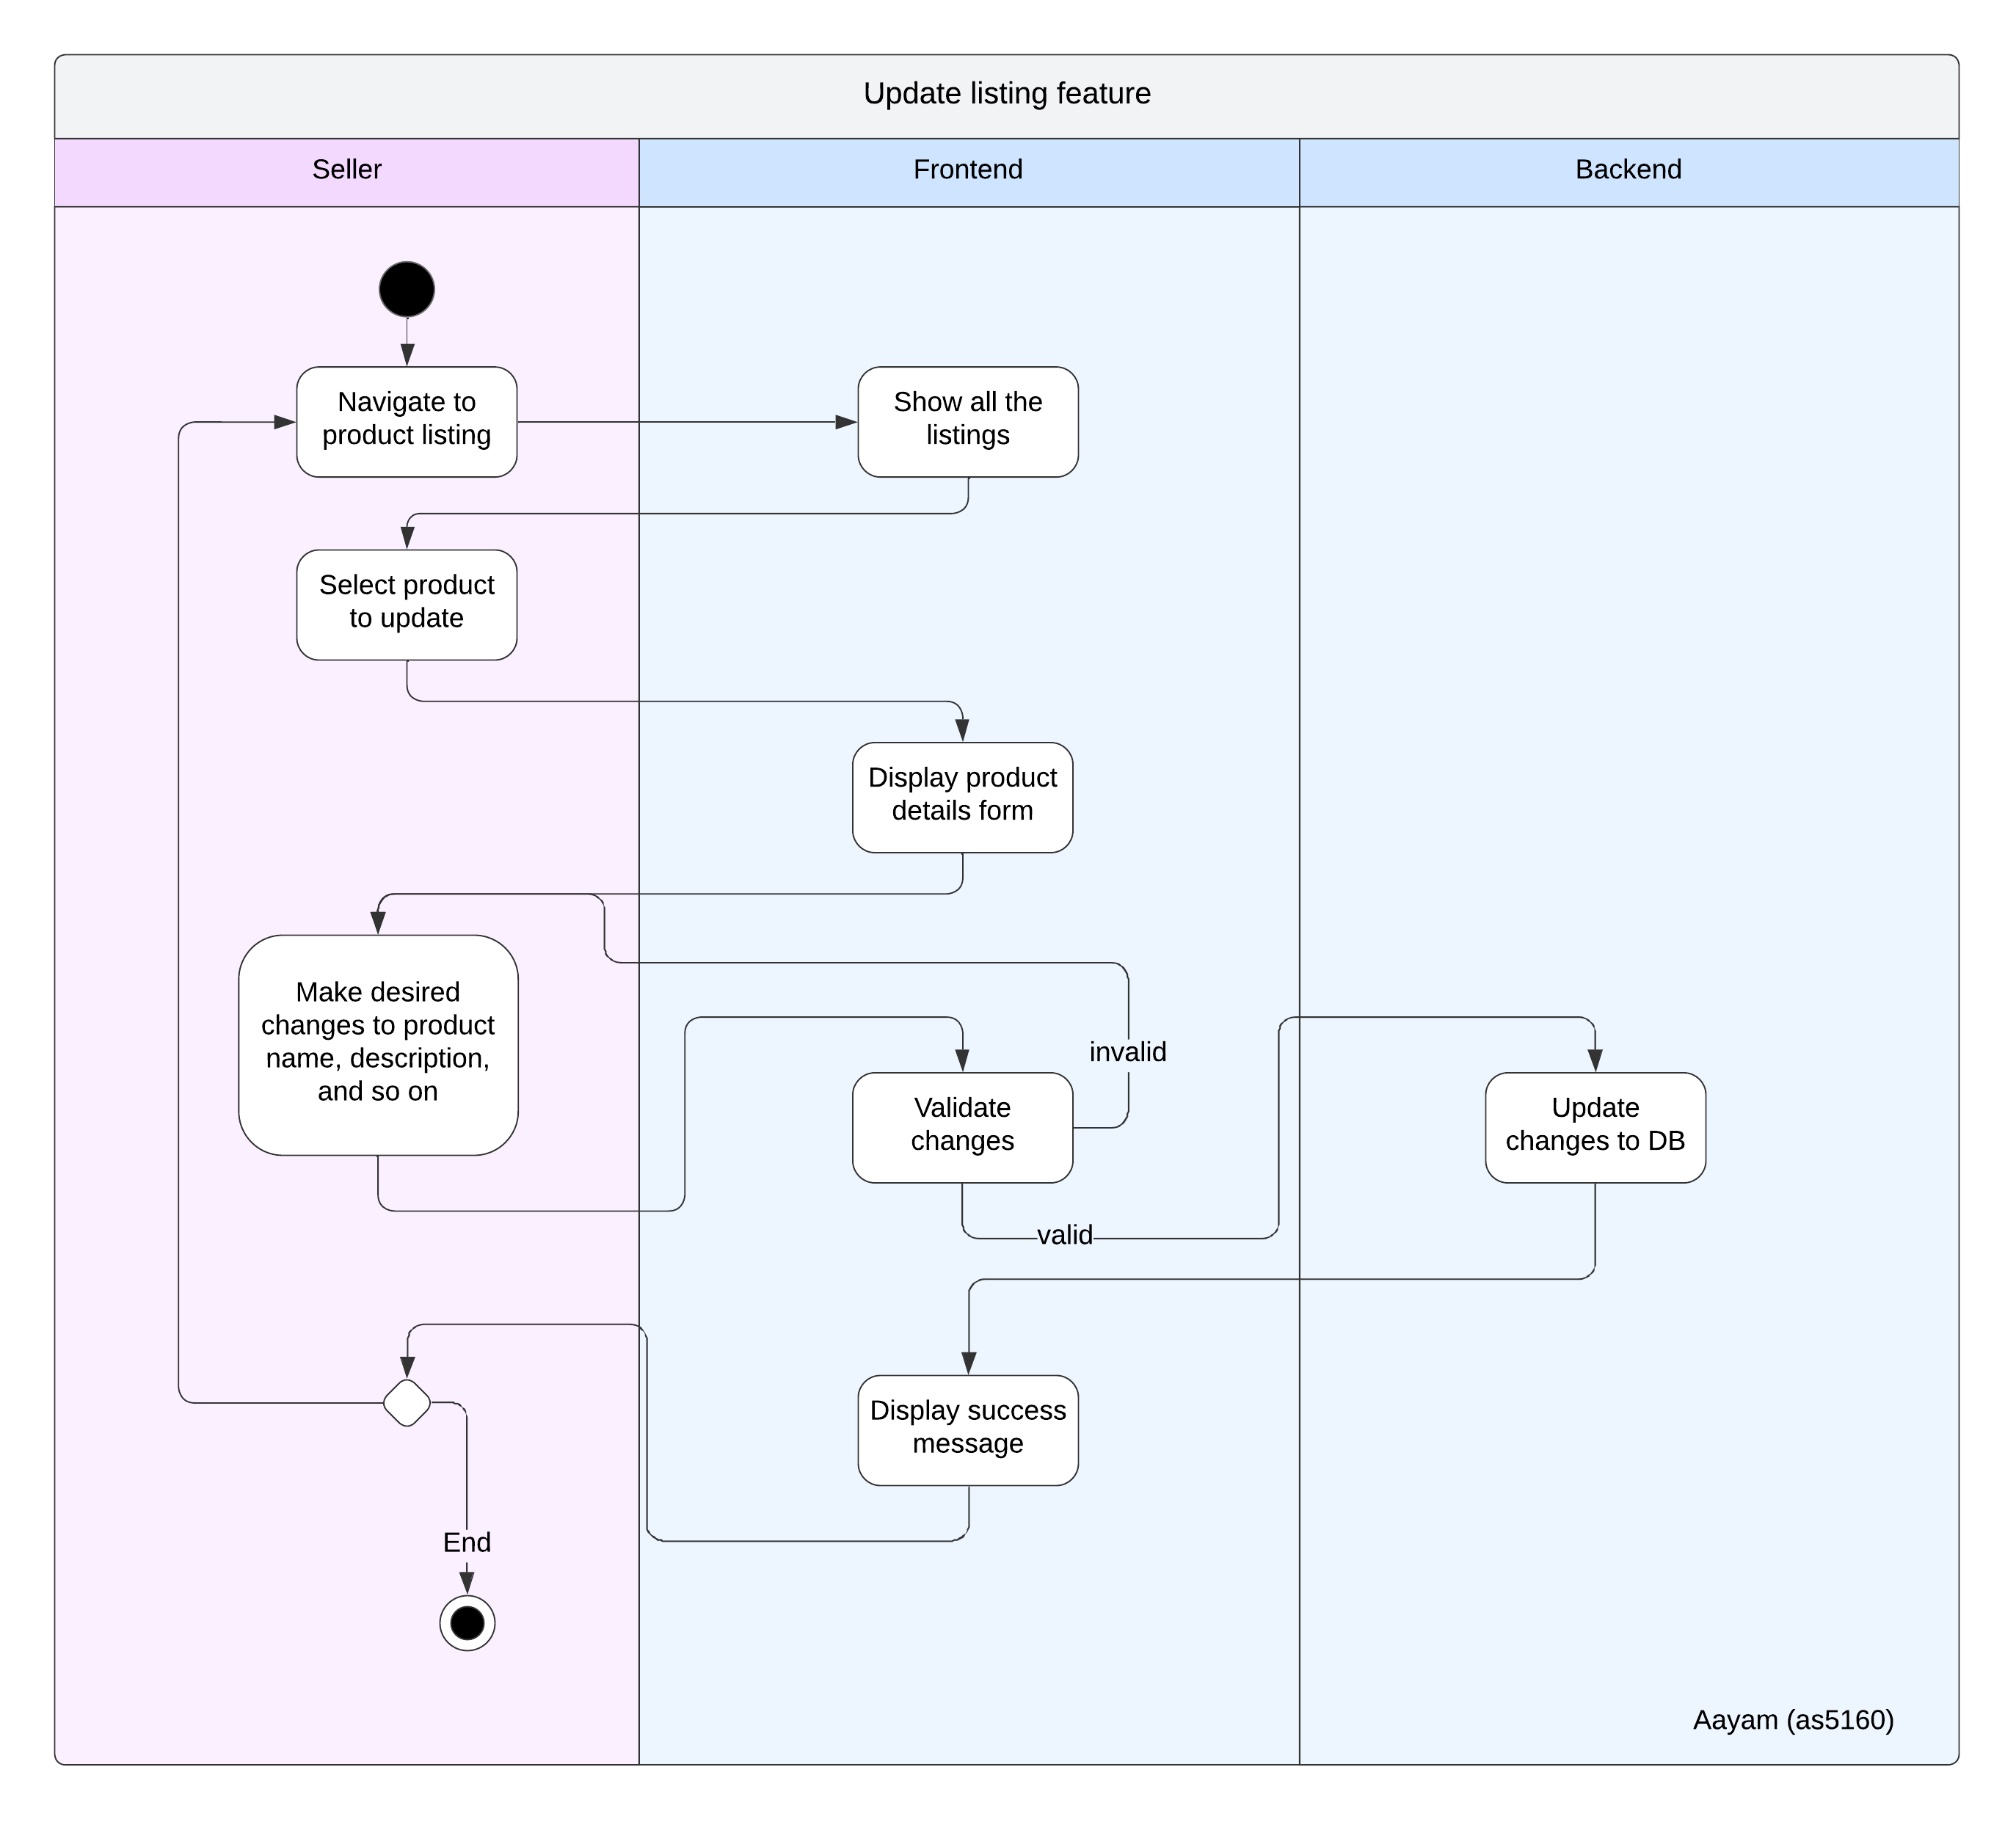 Update listing feature
Seller
Frontend
Backend
Navigate to
product listing
Show all the
listings
Select product
to update
Display product
details form
Make desired
changes to product
name, description,
and so on
invalid
Validate
changes
Update
changes to DB
valid
Display success
message
End
Aayam (as5160)